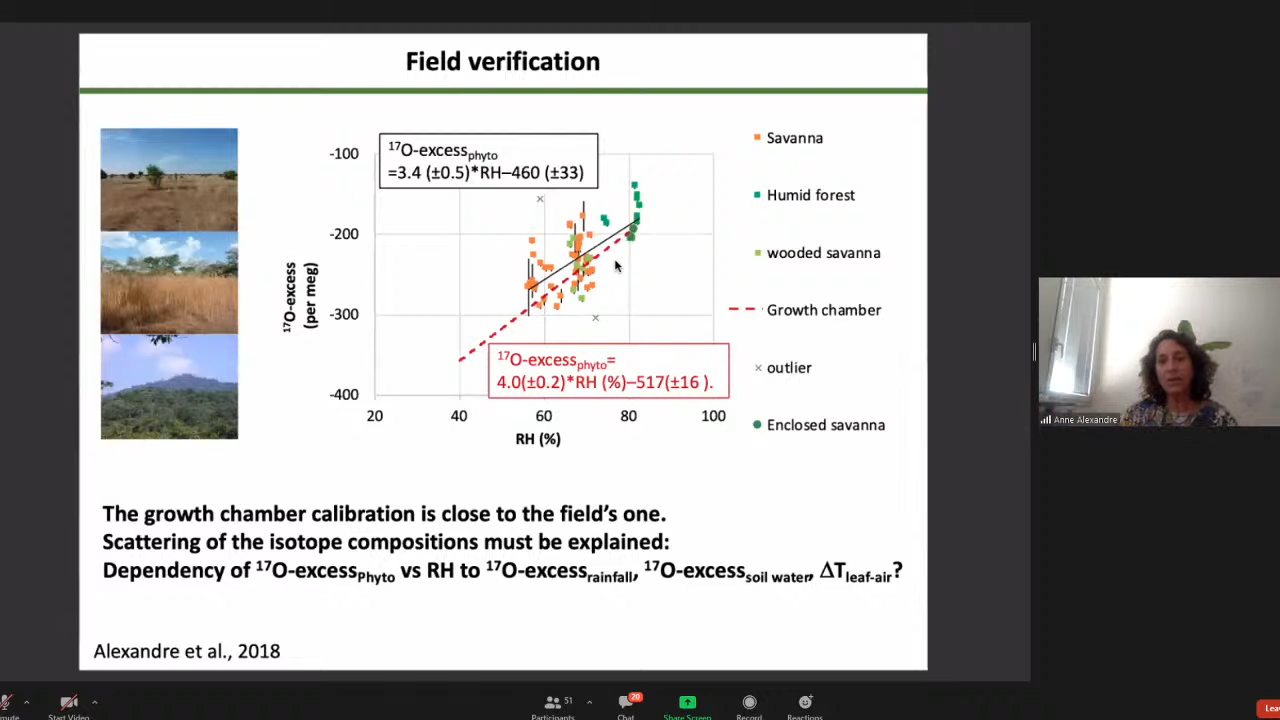 Field verification
17O-excessphyto
=3.4 (±0.5)*RH–460 (±33)
-100
-200
-300
-400
17O-excess
(per meg)
17O-excessphyto=
4.0(±0.2)*RH (%)–517(±16 ).
20 40 60 80 100
RH (%)
Savanna
Humid forest
wooded savanna
Growth chamber
outlier
Enclosed savanna
The growth chamber calibration is close to the field's one.
Scattering of the isotope compositions must be explained:
Dependency of 17O-excessPhyto vs RH to 17O-excessrainfall, 17O-excesssoil water, ΔTleaf-air?
Alexandre et al., 2018
Anne Alexandre
Start Video
51
Participants
20
Chat
Share Screen
Record
Reactions